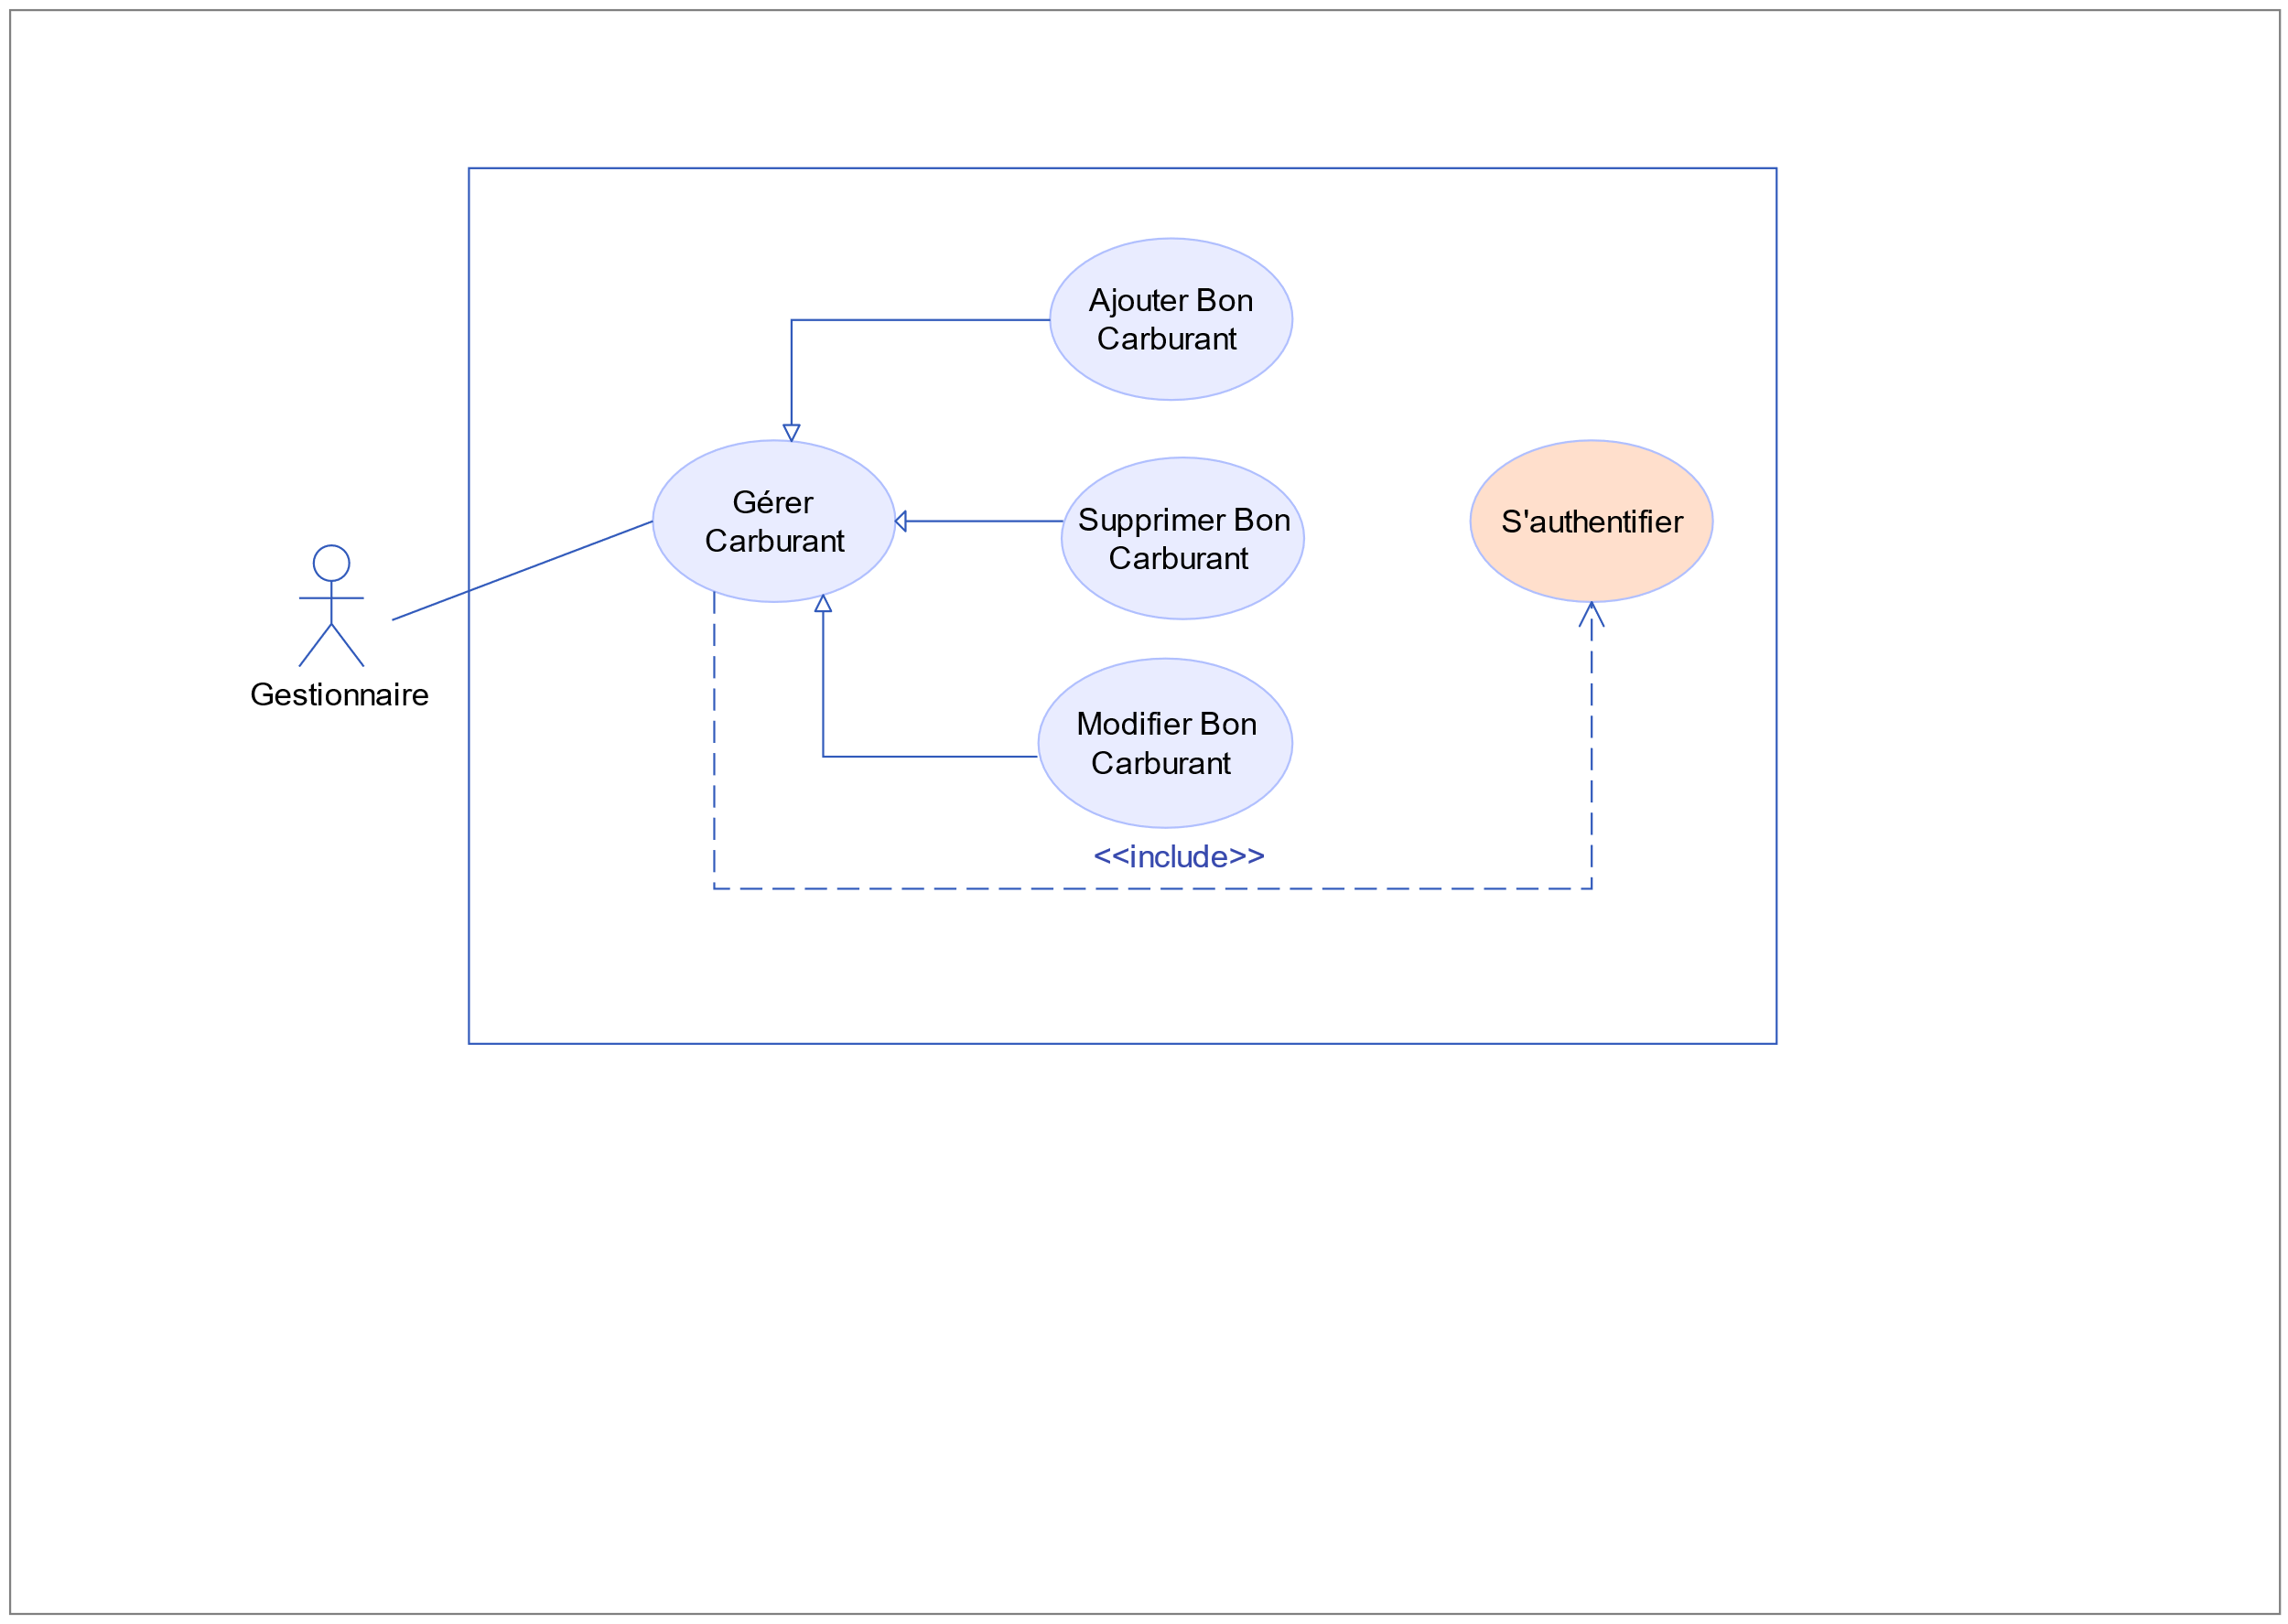 Ajouter Bon
Carburant
Gérer
Carburant
Supprimer Bon
Carburant
S'authentifier
Gestionnaire
Modifier Bon
Carburant
<<include>>